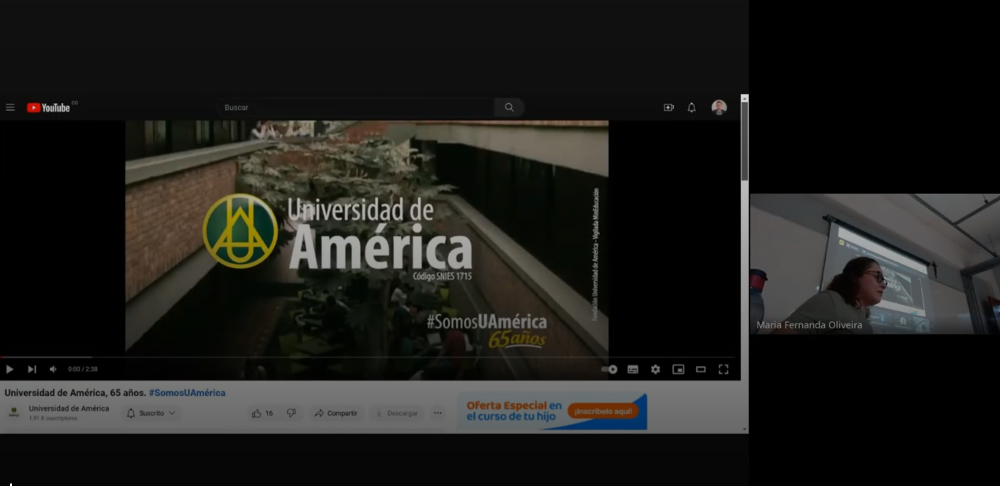 YouTube CO
Buscar
Universidad de
América
Código SNIES 1715
Fundación Universidad de América - Vigilada MinEducación
#SomosUAmérica
65 años
0:00 / 2:38
Universidad de América, 65 años. #SomosUAmérica
Universidad de América
1,91 K suscriptores
Suscrito
16
Compartir
Descargar
Oferta Especial en
el curso de tu hijo
¡Inscríbelo aquí!
Maria Fernanda Oliveira